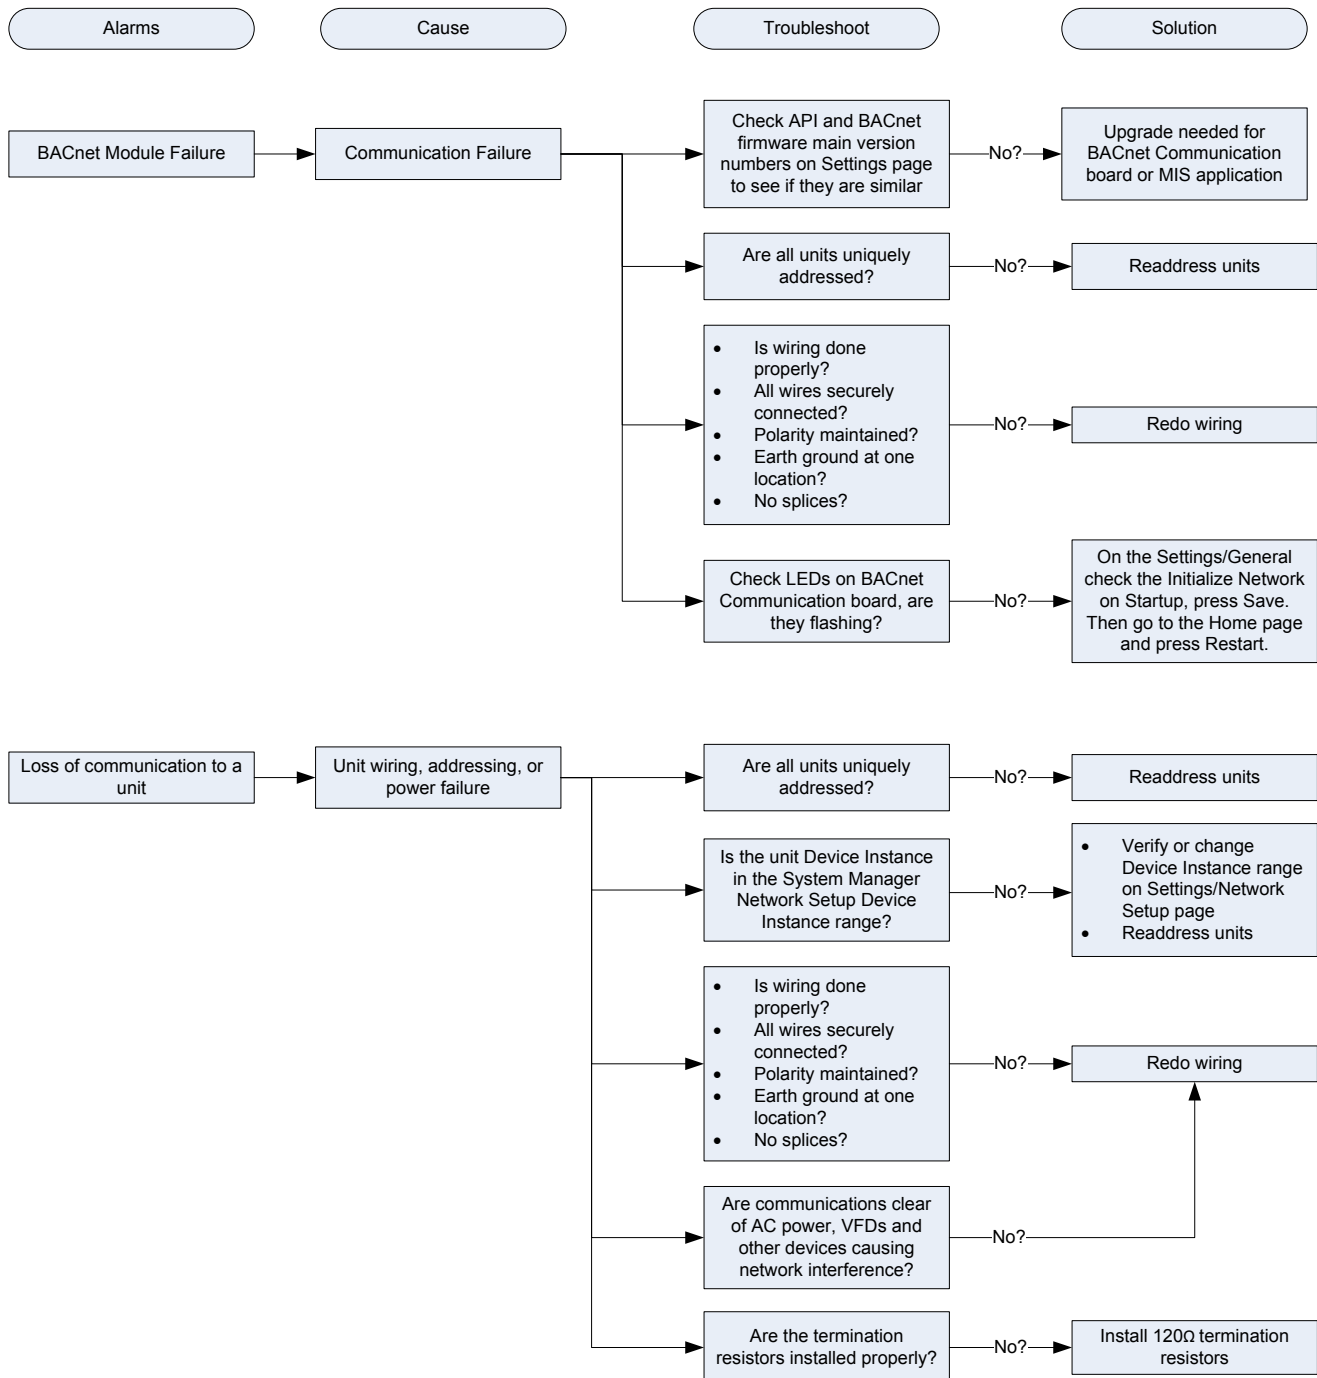 Alarms
Cause
Troubleshoot
Solution
BACnet Module Failure
Communication Failure
Check API and BACnet
firmware main version
numbers on Settings page
to see if they are similar
No?
Upgrade needed for
BACnet Communication
board or MIS application
Are all units uniquely
addressed?
No?
Readdress units
• Is wiring done
properly?
• All wires securely
connected?
• Polarity maintained?
• Earth ground at one
location?
• No splices?
No?
Redo wiring
Check LEDs on BACnet
Communication board, are
they flashing?
No?
On the Settings/General
check the Initialize Network
on Startup, press Save.
Then go to the Home page
and press Restart.
Loss of communication to a
unit
Unit wiring, addressing, or
power failure
Are all units uniquely
addressed?
No?
Readdress units
Is the unit Device Instance
in the System Manager
Network Setup Device
Instance range?
No?
• Verify or change
Device Instance range
on Settings/Network
Setup page
• Readdress units
• Is wiring done
properly?
• All wires securely
connected?
• Polarity maintained?
• Earth ground at one
location?
• No splices?
No?
Redo wiring
Are communications clear
of AC power, VFDs and
other devices causing
network interference?
No?
Are the termination
resistors installed properly?
No?
Install 120Ω termination
resistors